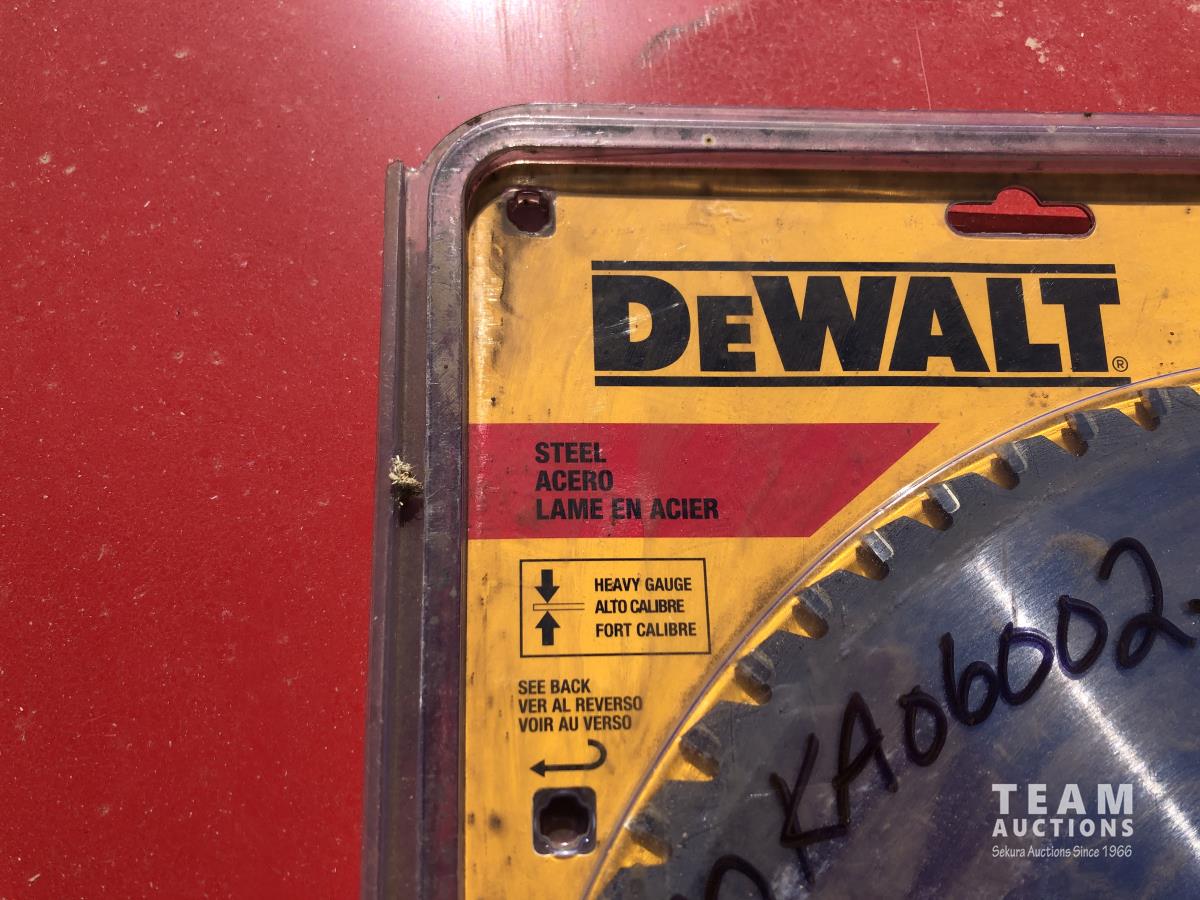 DEWALT®
STEEL
ACERO
LAME EN ACIER
HEAVY GAUGE
ALTO CALIBRE
FORT CALIBRE
SEE BACK
VER AL REVERSO
VOIR AU VERSO
KA06002
TEAM
AUCTIONS
Sekura Auctions Since 1966